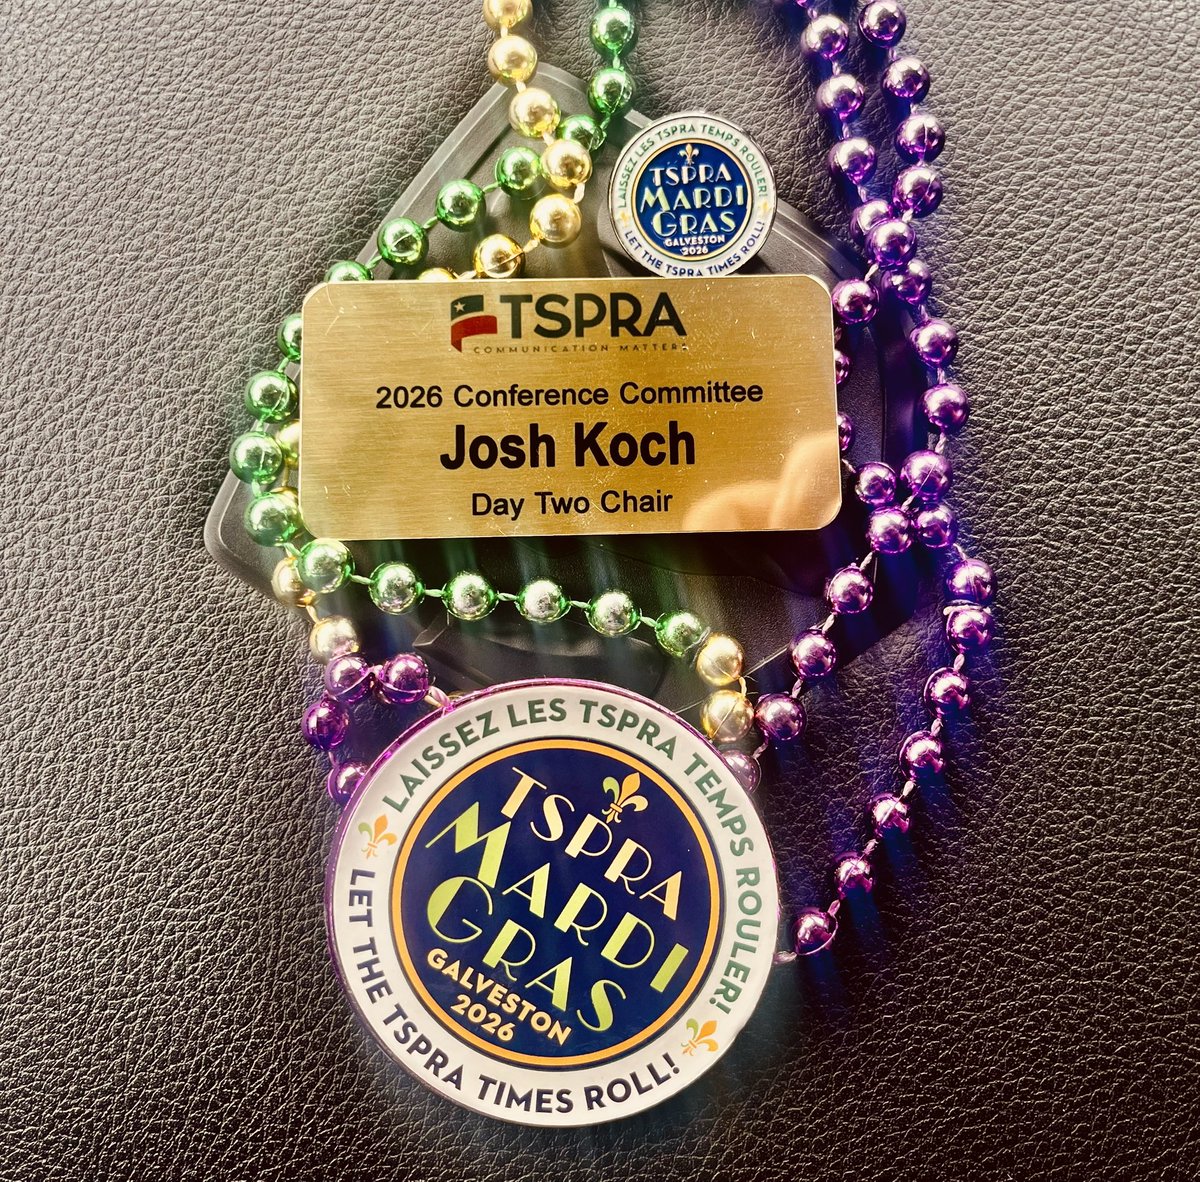 LAISSEZ LES TSPRA TEMPS ROULER!
TSPRA
MARDI
GRAS
GALVESTON
2026
LET THE TSPRA TIMES ROLL!
TSPRA
COMMUNICATION MATTERS
2026 Conference Committee
Josh Koch
Day Two Chair
LAISSEZ LES TSPRA TEMPS ROULER!
TSPRA
MARDI
GRAS
GALVESTON
2026
LET THE TSPRA TIMES ROLL!